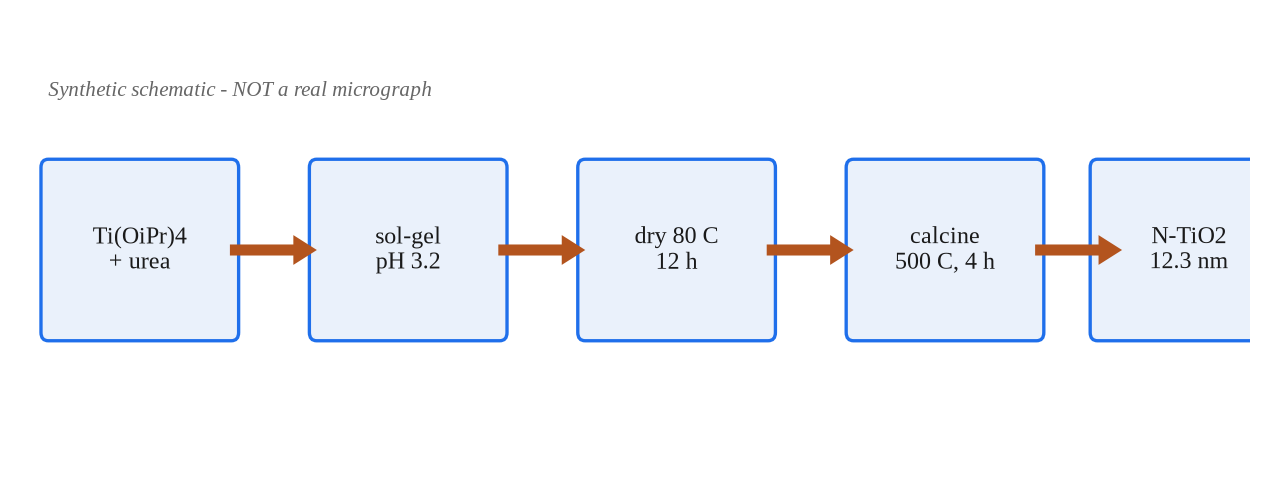 Synthetic schematic - NOT a real micrograph
Ti(OiPr)4
+ urea
sol-gel
pH 3.2
dry 80 C
12 h
calcine
500 C, 4 h
N-TiO2
12.3 nm